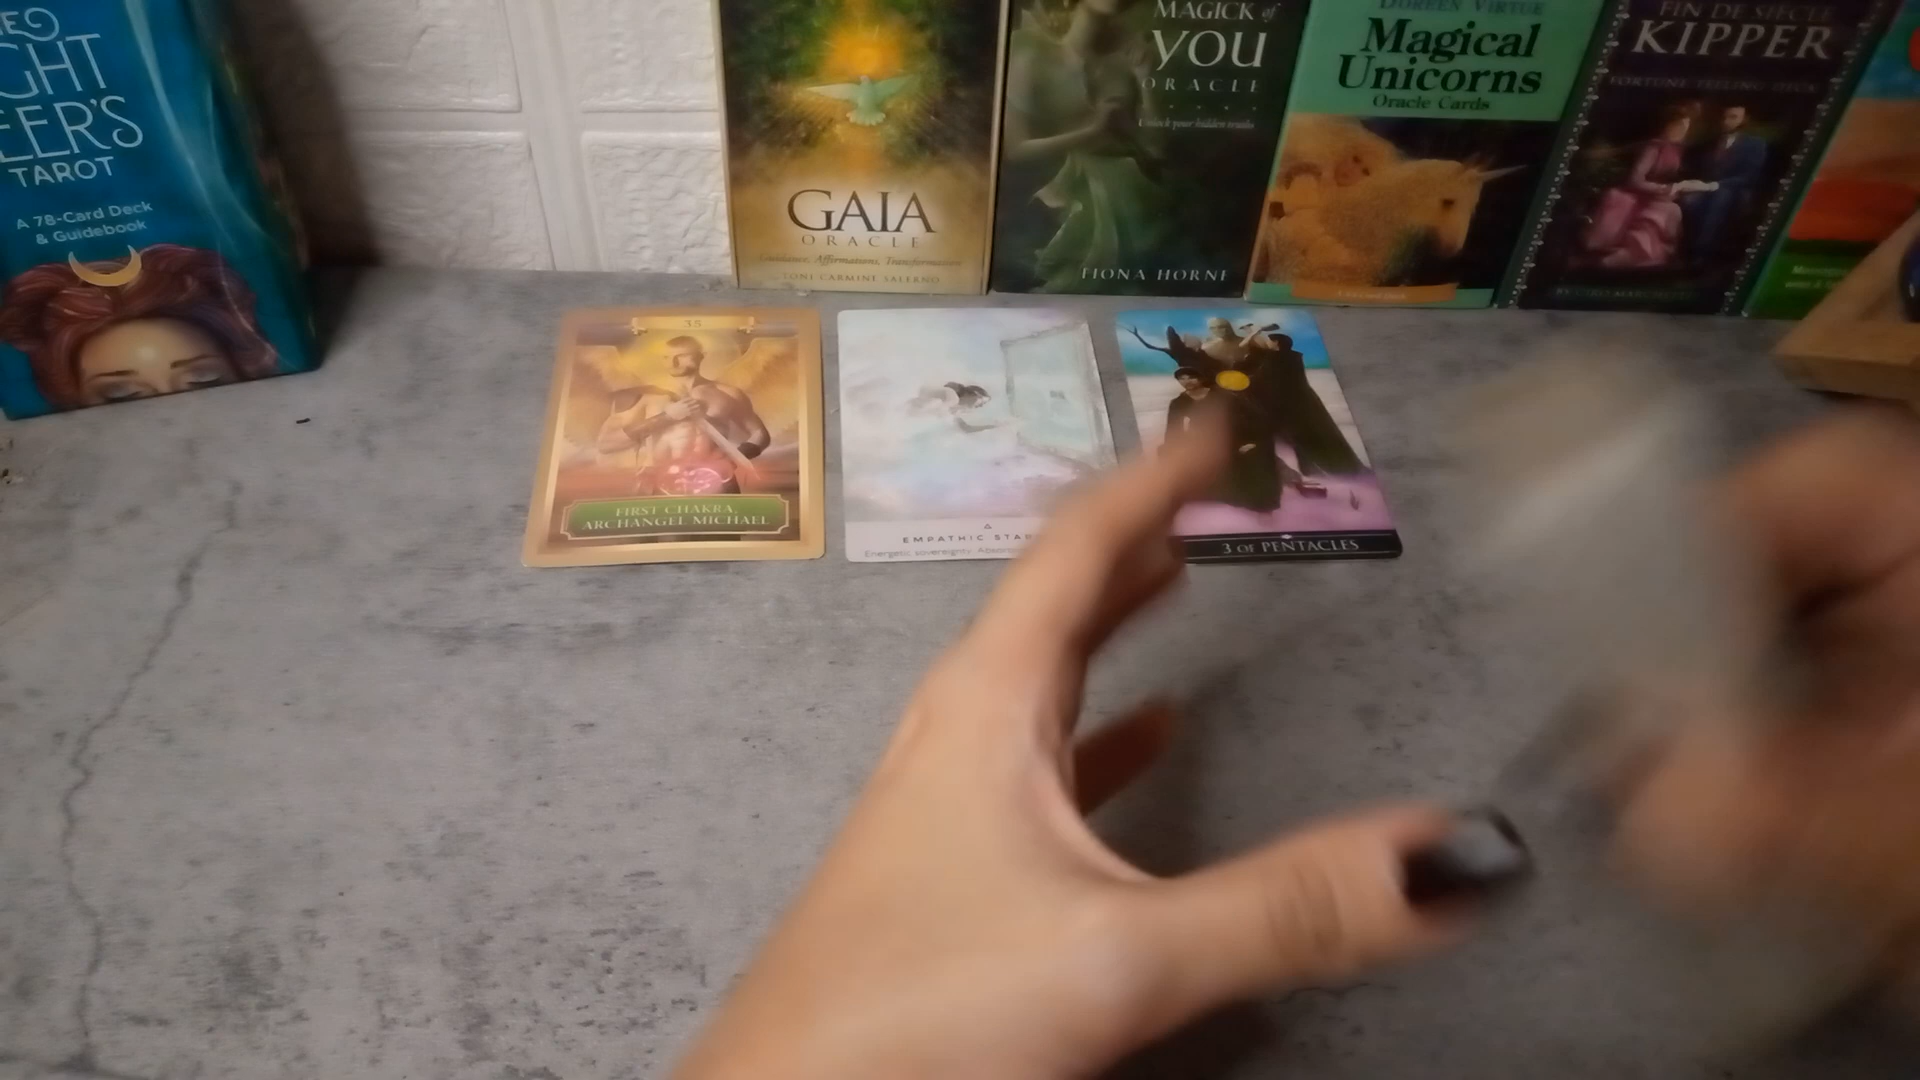 GHT
EER'S
TAROT
A 78-Card Deck
& Guidebook
GAIA
ORACLE
Guidance, Affirmations, Transformation
TONI CARMINE SALERNO
MAGICK of
YOU
ORACLE
Unlock your hidden truths
FIONA HORNE
DOREEN VIRTUE
Magical
Unicorns
Oracle Cards
FIN DE SIÈCLE
KIPPER
FORTUNE TELLING DECK
35
FIRST CHAKRA,
ARCHANGEL MICHAEL
EMPATHIC STAR
Energetic sovereignty.
3 OF PENTACLES